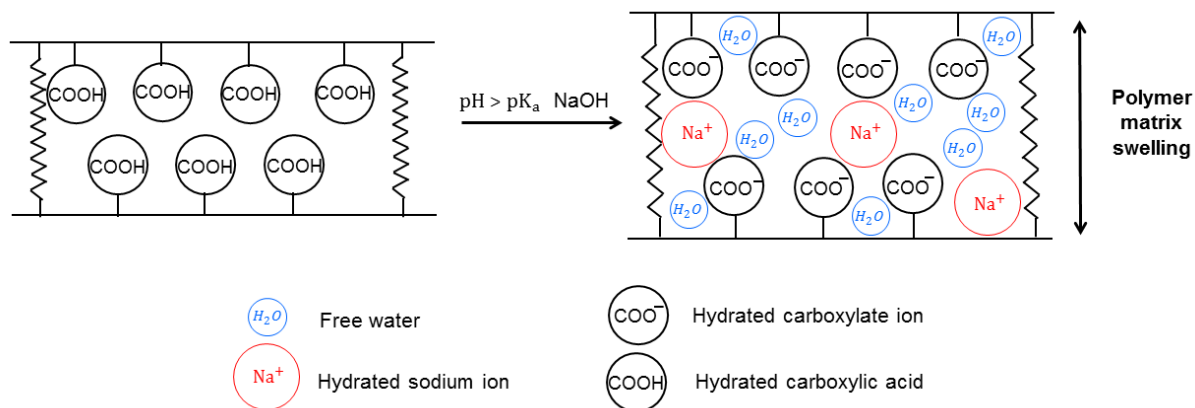 COOH COOH COOH COOH
COOH COOH COOH
pH > pKₐ NaOH
H₂O H₂O
COO⁻ COO⁻ COO⁻ COO⁻
H₂O H₂O H₂O
Na⁺ H₂O Na⁺ H₂O
COO⁻ COO⁻ COO⁻
H₂O H₂O Na⁺
Polymer
matrix
swelling
H₂O Free water
Na⁺ Hydrated sodium ion
COO⁻ Hydrated carboxylate ion
COOH Hydrated carboxylic acid